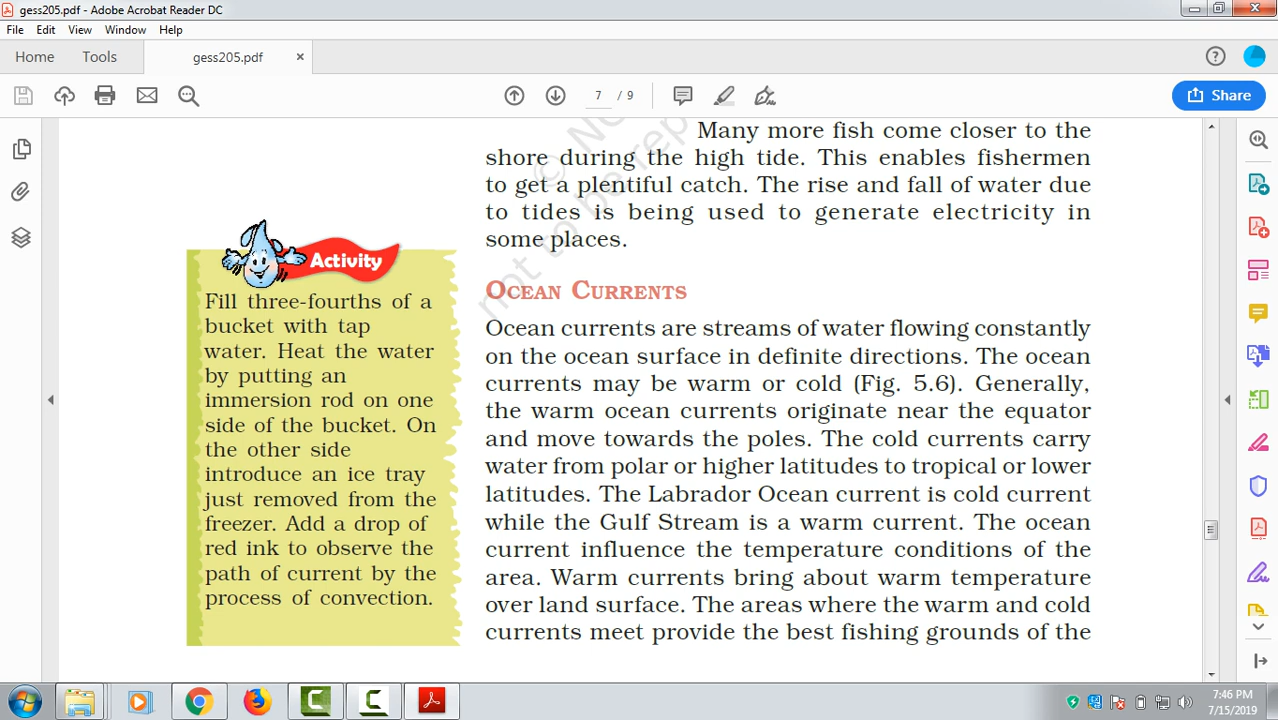 gess205.pdf - Adobe Acrobat Reader DC
File Edit View Window Help
Home Tools gess205.pdf ×
7 / 9
Share
© N
not to be rep
Many more fish come closer to the
shore during the high tide. This enables fishermen
to get a plentiful catch. The rise and fall of water due
to tides is being used to generate electricity in
some places.
Activity
Fill three-fourths of a
bucket with tap
water. Heat the water
by putting an
immersion rod on one
side of the bucket. On
the other side
introduce an ice tray
just removed from the
freezer. Add a drop of
red ink to observe the
path of current by the
process of convection.
OCEAN CURRENTS
Ocean currents are streams of water flowing constantly
on the ocean surface in definite directions. The ocean
currents may be warm or cold (Fig. 5.6). Generally,
the warm ocean currents originate near the equator
and move towards the poles. The cold currents carry
water from polar or higher latitudes to tropical or lower
latitudes. The Labrador Ocean current is cold current
while the Gulf Stream is a warm current. The ocean
current influence the temperature conditions of the
area. Warm currents bring about warm temperature
over land surface. The areas where the warm and cold
currents meet provide the best fishing grounds of the
7:46 PM
7/15/2019